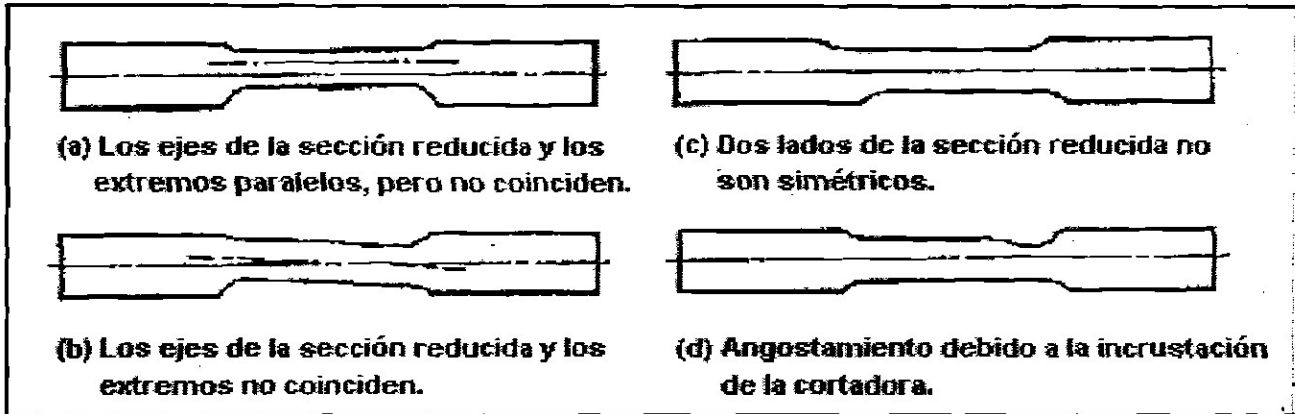 (a) Los ejes de la sección reducida y los
extremos paralelos, pero no coinciden.
(b) Los ejes de la sección reducida y los
extremos no coinciden.
(c) Dos lados de la sección reducida no
son simétricos.
(d) Angostamiento debido a la incrustación
de la cortadora.